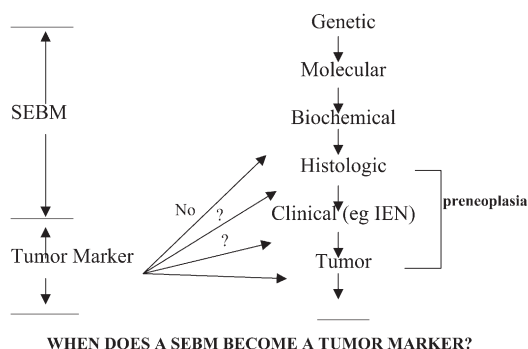 Genetic
Molecular
SEBM
Biochemical
Histologic
No
?
preneoplasia
Clinical (eg IEN)
?
Tumor Marker
Tumor
WHEN DOES A SEBM BECOME A TUMOR MARKER?